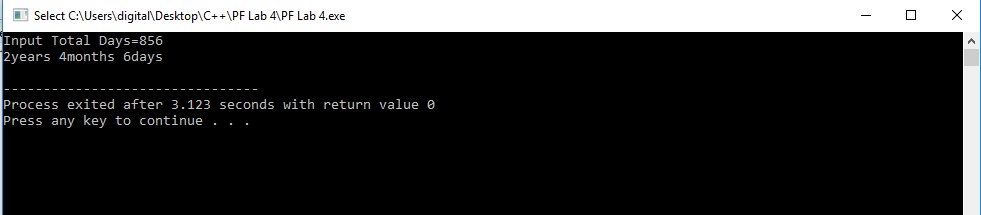 Select C:\Users\digital\Desktop\C++\PF Lab 4\PF Lab 4.exe
Input Total Days=856
2years 4months 6days
--------------------------------
Process exited after 3.123 seconds with return value 0
Press any key to continue . . .